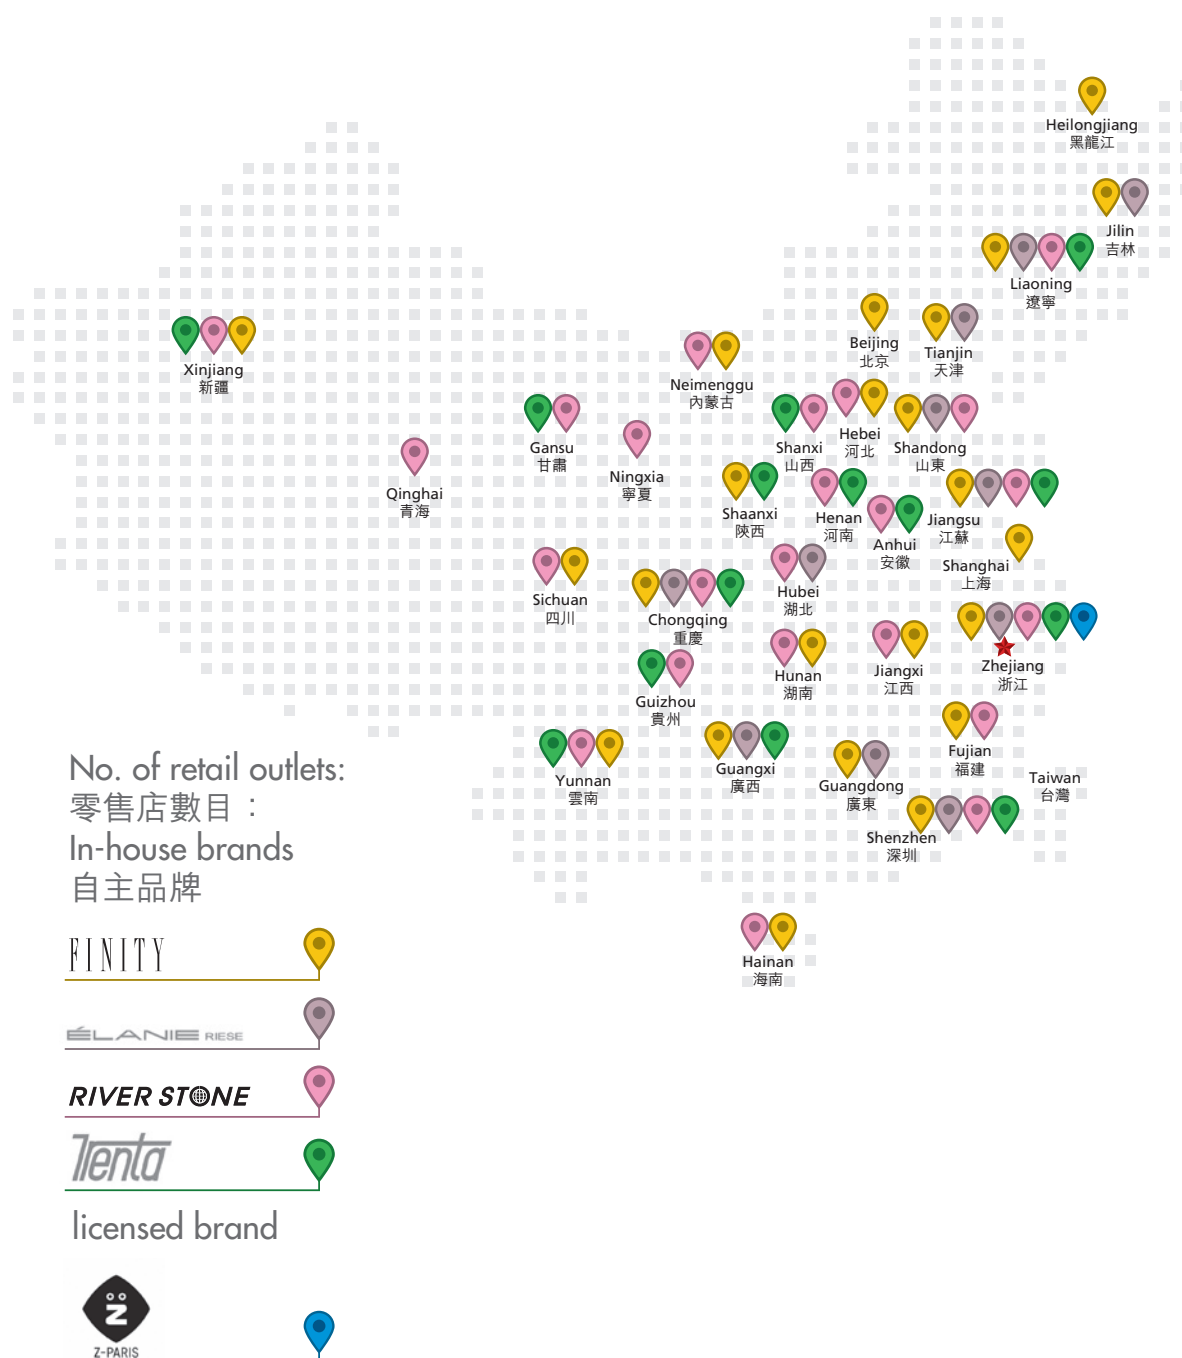 Heilongjiang
黑龍江
Jilin
吉林
Liaoning
遼寧
Beijing
北京
Tianjin
天津
Xinjiang
新疆
Neimenggu
內蒙古
Gansu
甘肅
Ningxia
寧夏
Qinghai
青海
Shanxi
山西
Hebei
河北
Shandong
山東
Shaanxi
陝西
Henan
河南
Anhui
安徽
Jiangsu
江蘇
Shanghai
上海
Sichuan
四川
Chongqing
重慶
Hubei
湖北
Hunan
湖南
Jiangxi
江西
Zhejiang
浙江
Guizhou
貴州
Yunnan
雲南
Guangxi
廣西
Guangdong
廣東
Fujian
福建
Taiwan
台灣
Shenzhen
深圳
Hainan
海南
No. of retail outlets:
零售店數目：
In-house brands
自主品牌
FINITY
ÉLANIE RIESE
RIVER STONE
Trenta
licensed brand
Z
Z-PARIS